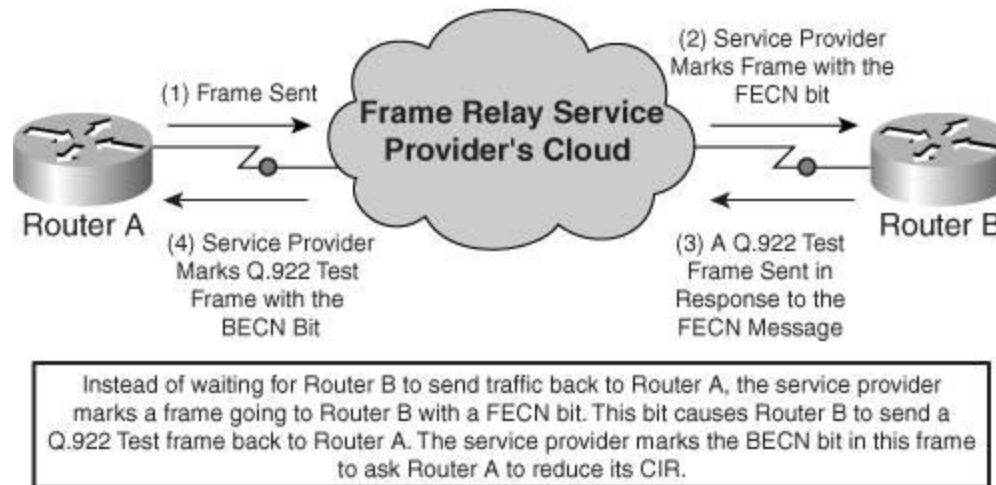 (1) Frame Sent
Frame Relay Service
Provider's Cloud
(2) Service Provider
Marks Frame with the
FECN bit
Router A
Router B
(4) Service Provider
Marks Q.922 Test
Frame with the
BECN Bit
(3) A Q.922 Test
Frame Sent in
Response to the
FECN Message
Instead of waiting for Router B to send traffic back to Router A, the service provider
marks a frame going to Router B with a FECN bit. This bit causes Router B to send a
Q.922 Test frame back to Router A. The service provider marks the BECN bit in this frame
to ask Router A to reduce its CIR.